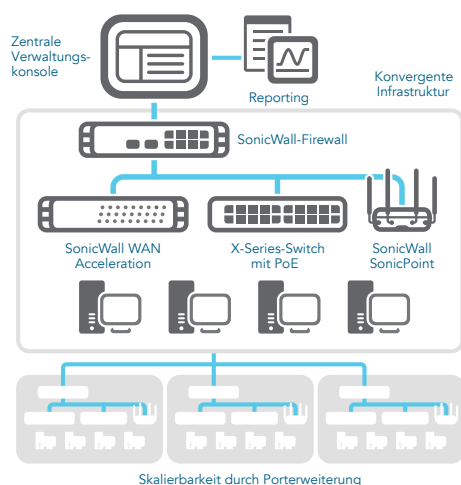 Zentrale
Verwaltungs-
konsole
Reporting
Konvergente
Infrastruktur
SonicWall-Firewall
SonicWall WAN
Acceleration
X-Series-Switch
mit PoE
SonicWall
SonicPoint
Skalierbarkeit durch Porterweiterung